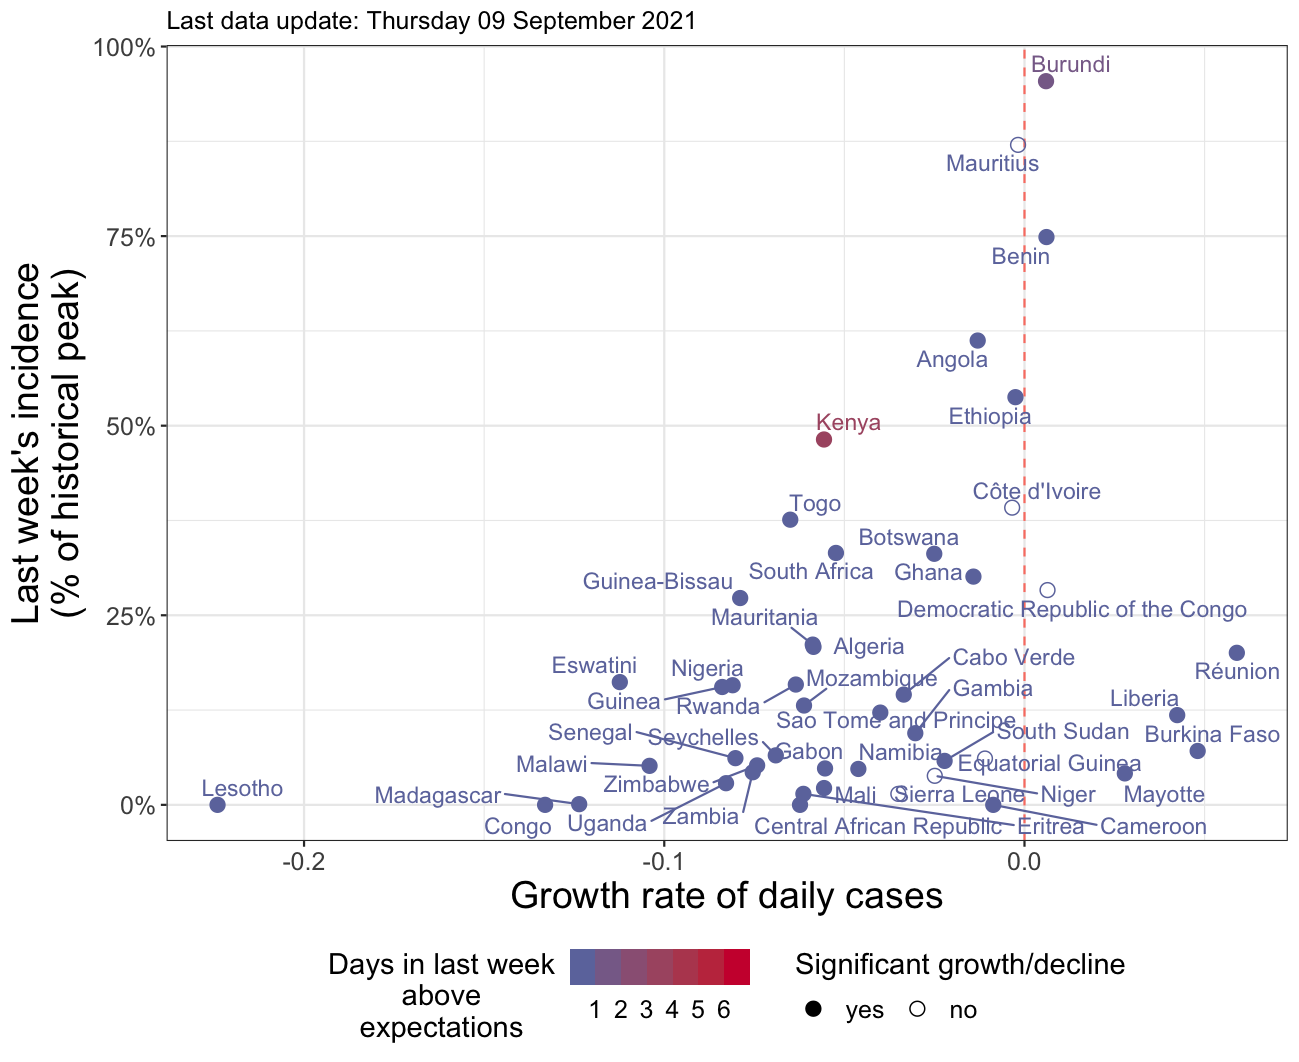 Last data update: Thursday 09 September 2021
100%
75%
50%
25%
0%
Last week's incidence
(% of historical peak)
Burundi
Mauritius
Benin
Angola
Ethiopia
Kenya
Côte d'Ivoire
Togo
Botswana
South Africa
Ghana
Guinea-Bissau
Democratic Republic of the Congo
Mauritania
Algeria
Cabo Verde
Eswatini
Nigeria
Réunion
Mozambique
Gambia
Guinea
Rwanda
Liberia
Sao Tome and Principe
Senegal
Seychelles
South Sudan
Burkina Faso
Gabon
Namibia
Malawi
Equatorial Guinea
Zimbabwe
Lesotho
Madagascar
Mali
Sierra Leone
Niger
Mayotte
Congo
Uganda
Zambia
Central African Republic
Eritrea
Cameroon
-0.2
-0.1
0.0
Growth rate of daily cases
Days in last week
above
expectations
1 2 3 4 5 6
Significant growth/decline
yes
no